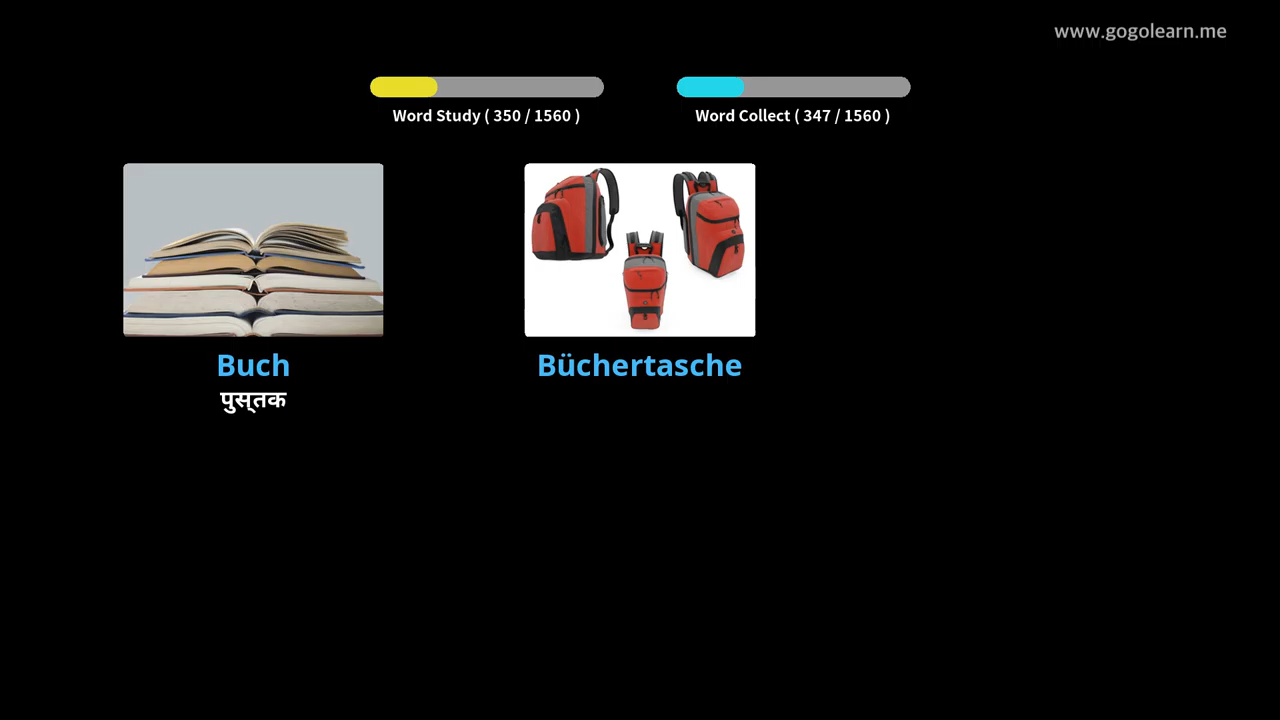 www.gogolearn.me
Word Study ( 350 / 1560 )
Word Collect ( 347 / 1560 )
Buch
Büchertasche
पुस्तक